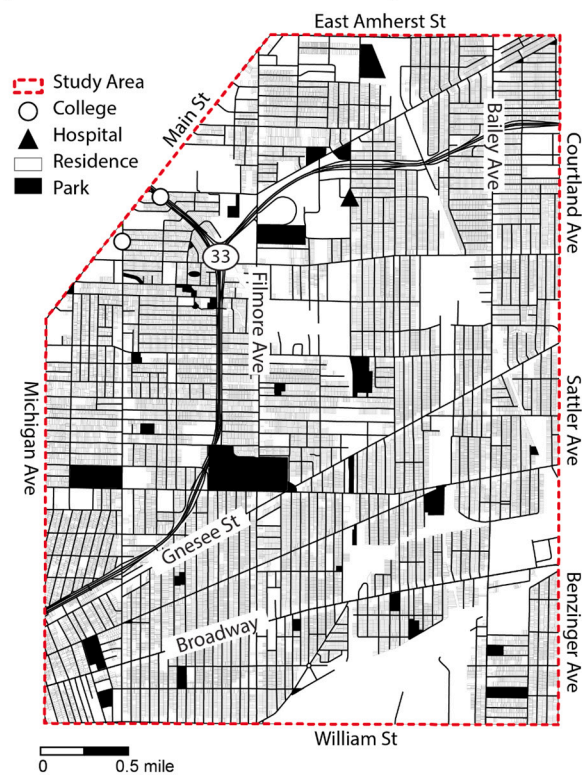 East Amherst St
Study Area
College
Hospital
Residence
Park
Main St
Bailey Ave
Courtland Ave
33
Filmore Ave
Michigan Ave
Sattler Ave
Gnesee St
Broadway
Benzinger Ave
William St
0 0.5 mile